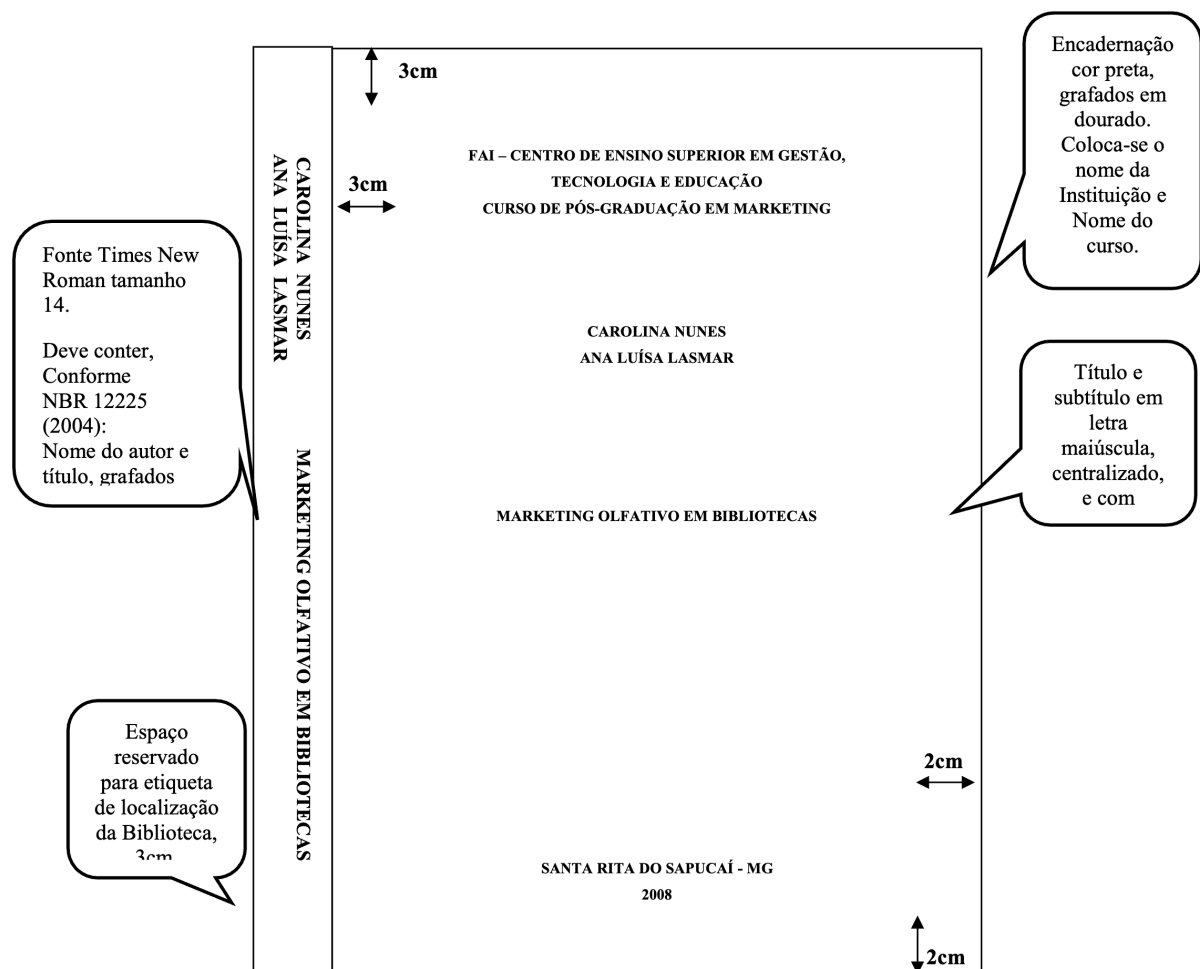 3cm
3cm
FAI – CENTRO DE ENSINO SUPERIOR EM GESTÃO,
TECNOLOGIA E EDUCAÇÃO
CURSO DE PÓS-GRADUAÇÃO EM MARKETING
CAROLINA NUNES
ANA LUÍSA LASMAR
MARKETING OLFATIVO EM BIBLIOTECAS
2cm
SANTA RITA DO SAPUCAÍ - MG
2008
2cm
CAROLINA NUNES
ANA LUÍSA LASMAR
MARKETING OLFATIVO EM BIBLIOTECAS
Fonte Times New
Roman tamanho
14.
Deve conter,
Conforme
NBR 12225
(2004):
Nome do autor e
título, grafados
Espaço
reservado
para etiqueta
de localização
da Biblioteca,
3cm
Encadernação
cor preta,
grafados em
dourado.
Coloca-se o
nome da
Instituição e
Nome do
curso.
Título e
subtítulo em
letra
maiúscula,
centralizado,
e com